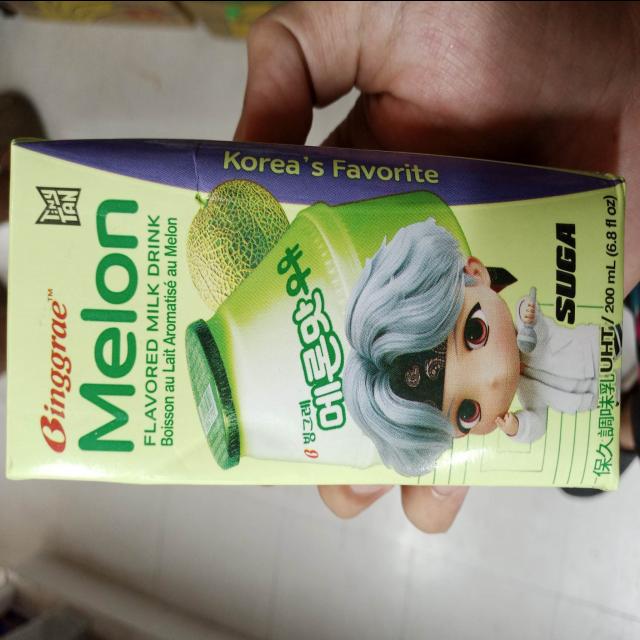 Korea's Favorite
Binggrae™
Melon
FLAVORED MILK DRINK
Boisson au Lait Aromatisé au Melon
빙그레
메론맛우유
SUGA
保久調味乳 UHT / 200 mL (6.8 fl oz)